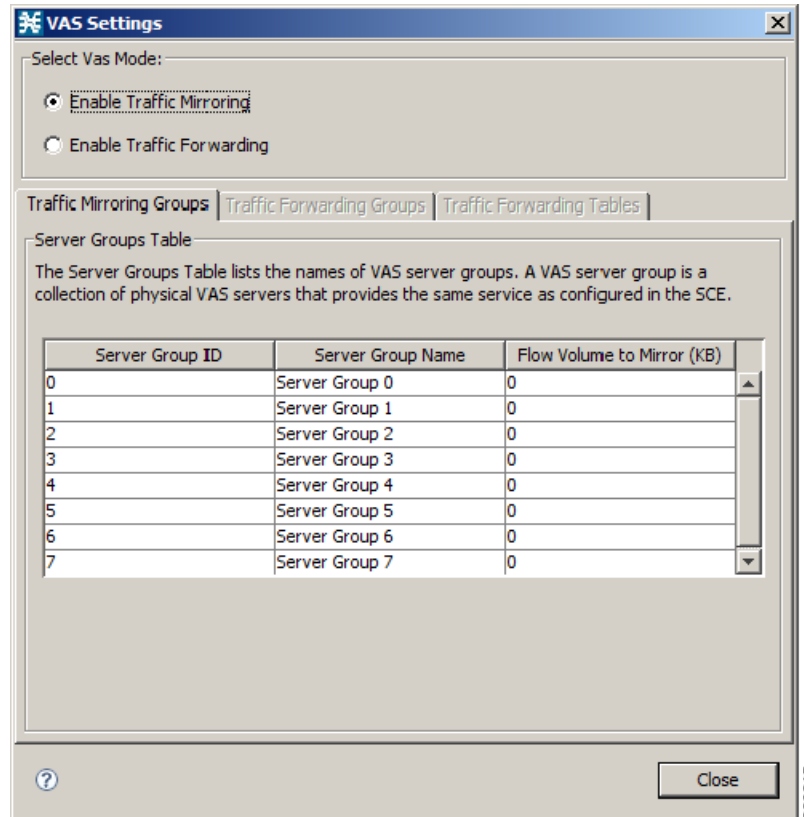 VAS Settings
Select Vas Mode:
Enable Traffic Mirroring
Enable Traffic Forwarding
Traffic Mirroring Groups Traffic Forwarding Groups Traffic Forwarding Tables
Server Groups Table
The Server Groups Table lists the names of VAS server groups. A VAS server group is a
collection of physical VAS servers that provides the same service as configured in the SCE.
Server Group ID Server Group Name Flow Volume to Mirror (KB)
0 Server Group 0 0
1 Server Group 1 0
2 Server Group 2 0
3 Server Group 3 0
4 Server Group 4 0
5 Server Group 5 0
6 Server Group 6 0
7 Server Group 7 0
? Close